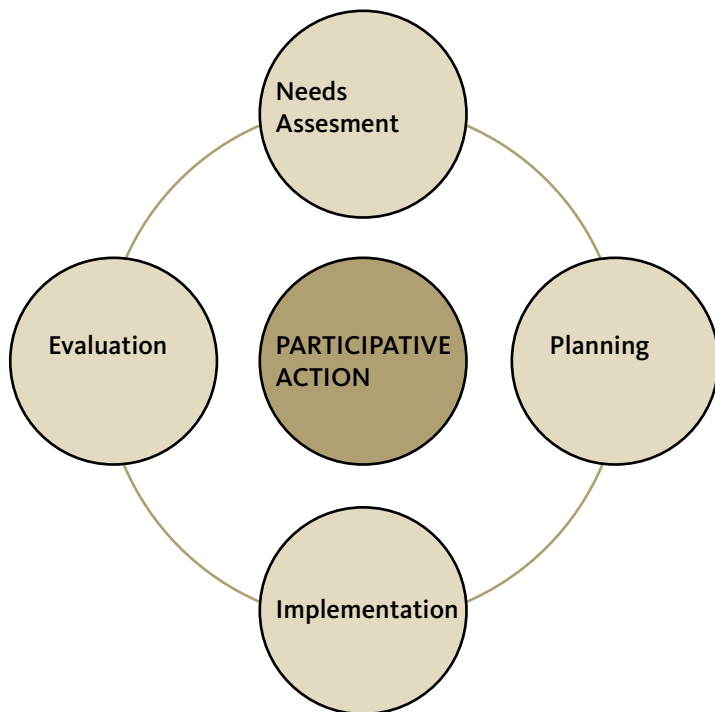 Needs
Assesment
Evaluation
PARTICIPATIVE
ACTION
Planning
Implementation